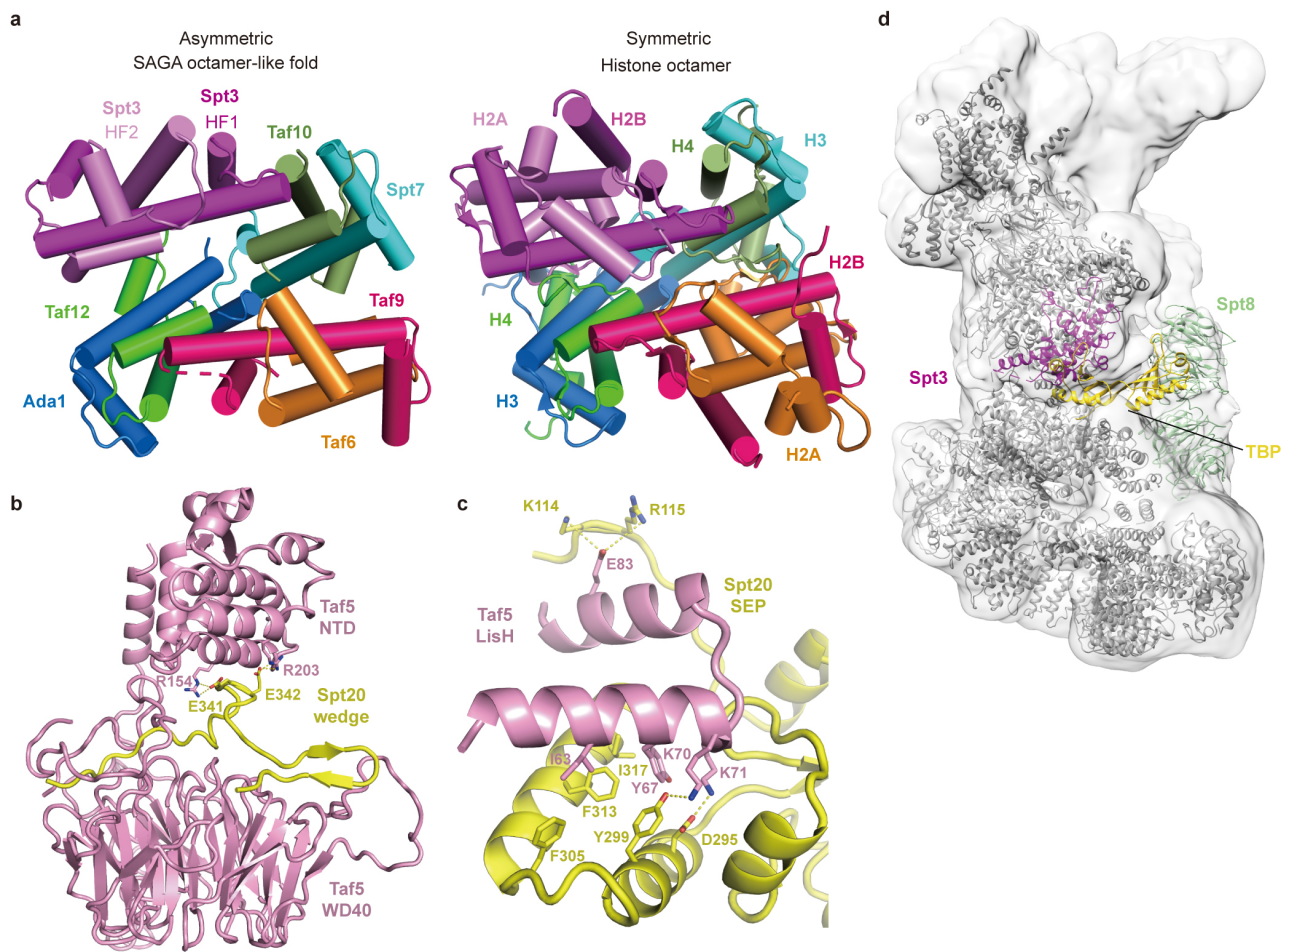 a
Asymmetric
SAGA octamer-like fold
Spt3
HF2
Spt3
HF1
Taf10
Spt7
Taf12
Taf9
Ada1
Taf6
Symmetric
Histone octamer
H2A
H2B
H4
H3
H2B
H4
H3
H2A
d
Spt8
Spt3
TBP
b
Taf5
NTD
R154
R203
E341
E342
Spt20
wedge
Taf5
WD40
c
K114
R115
E83
Taf5
LisH
Spt20
SEP
I63
I317
K70
Y67
K71
F313
Y299
D295
F305